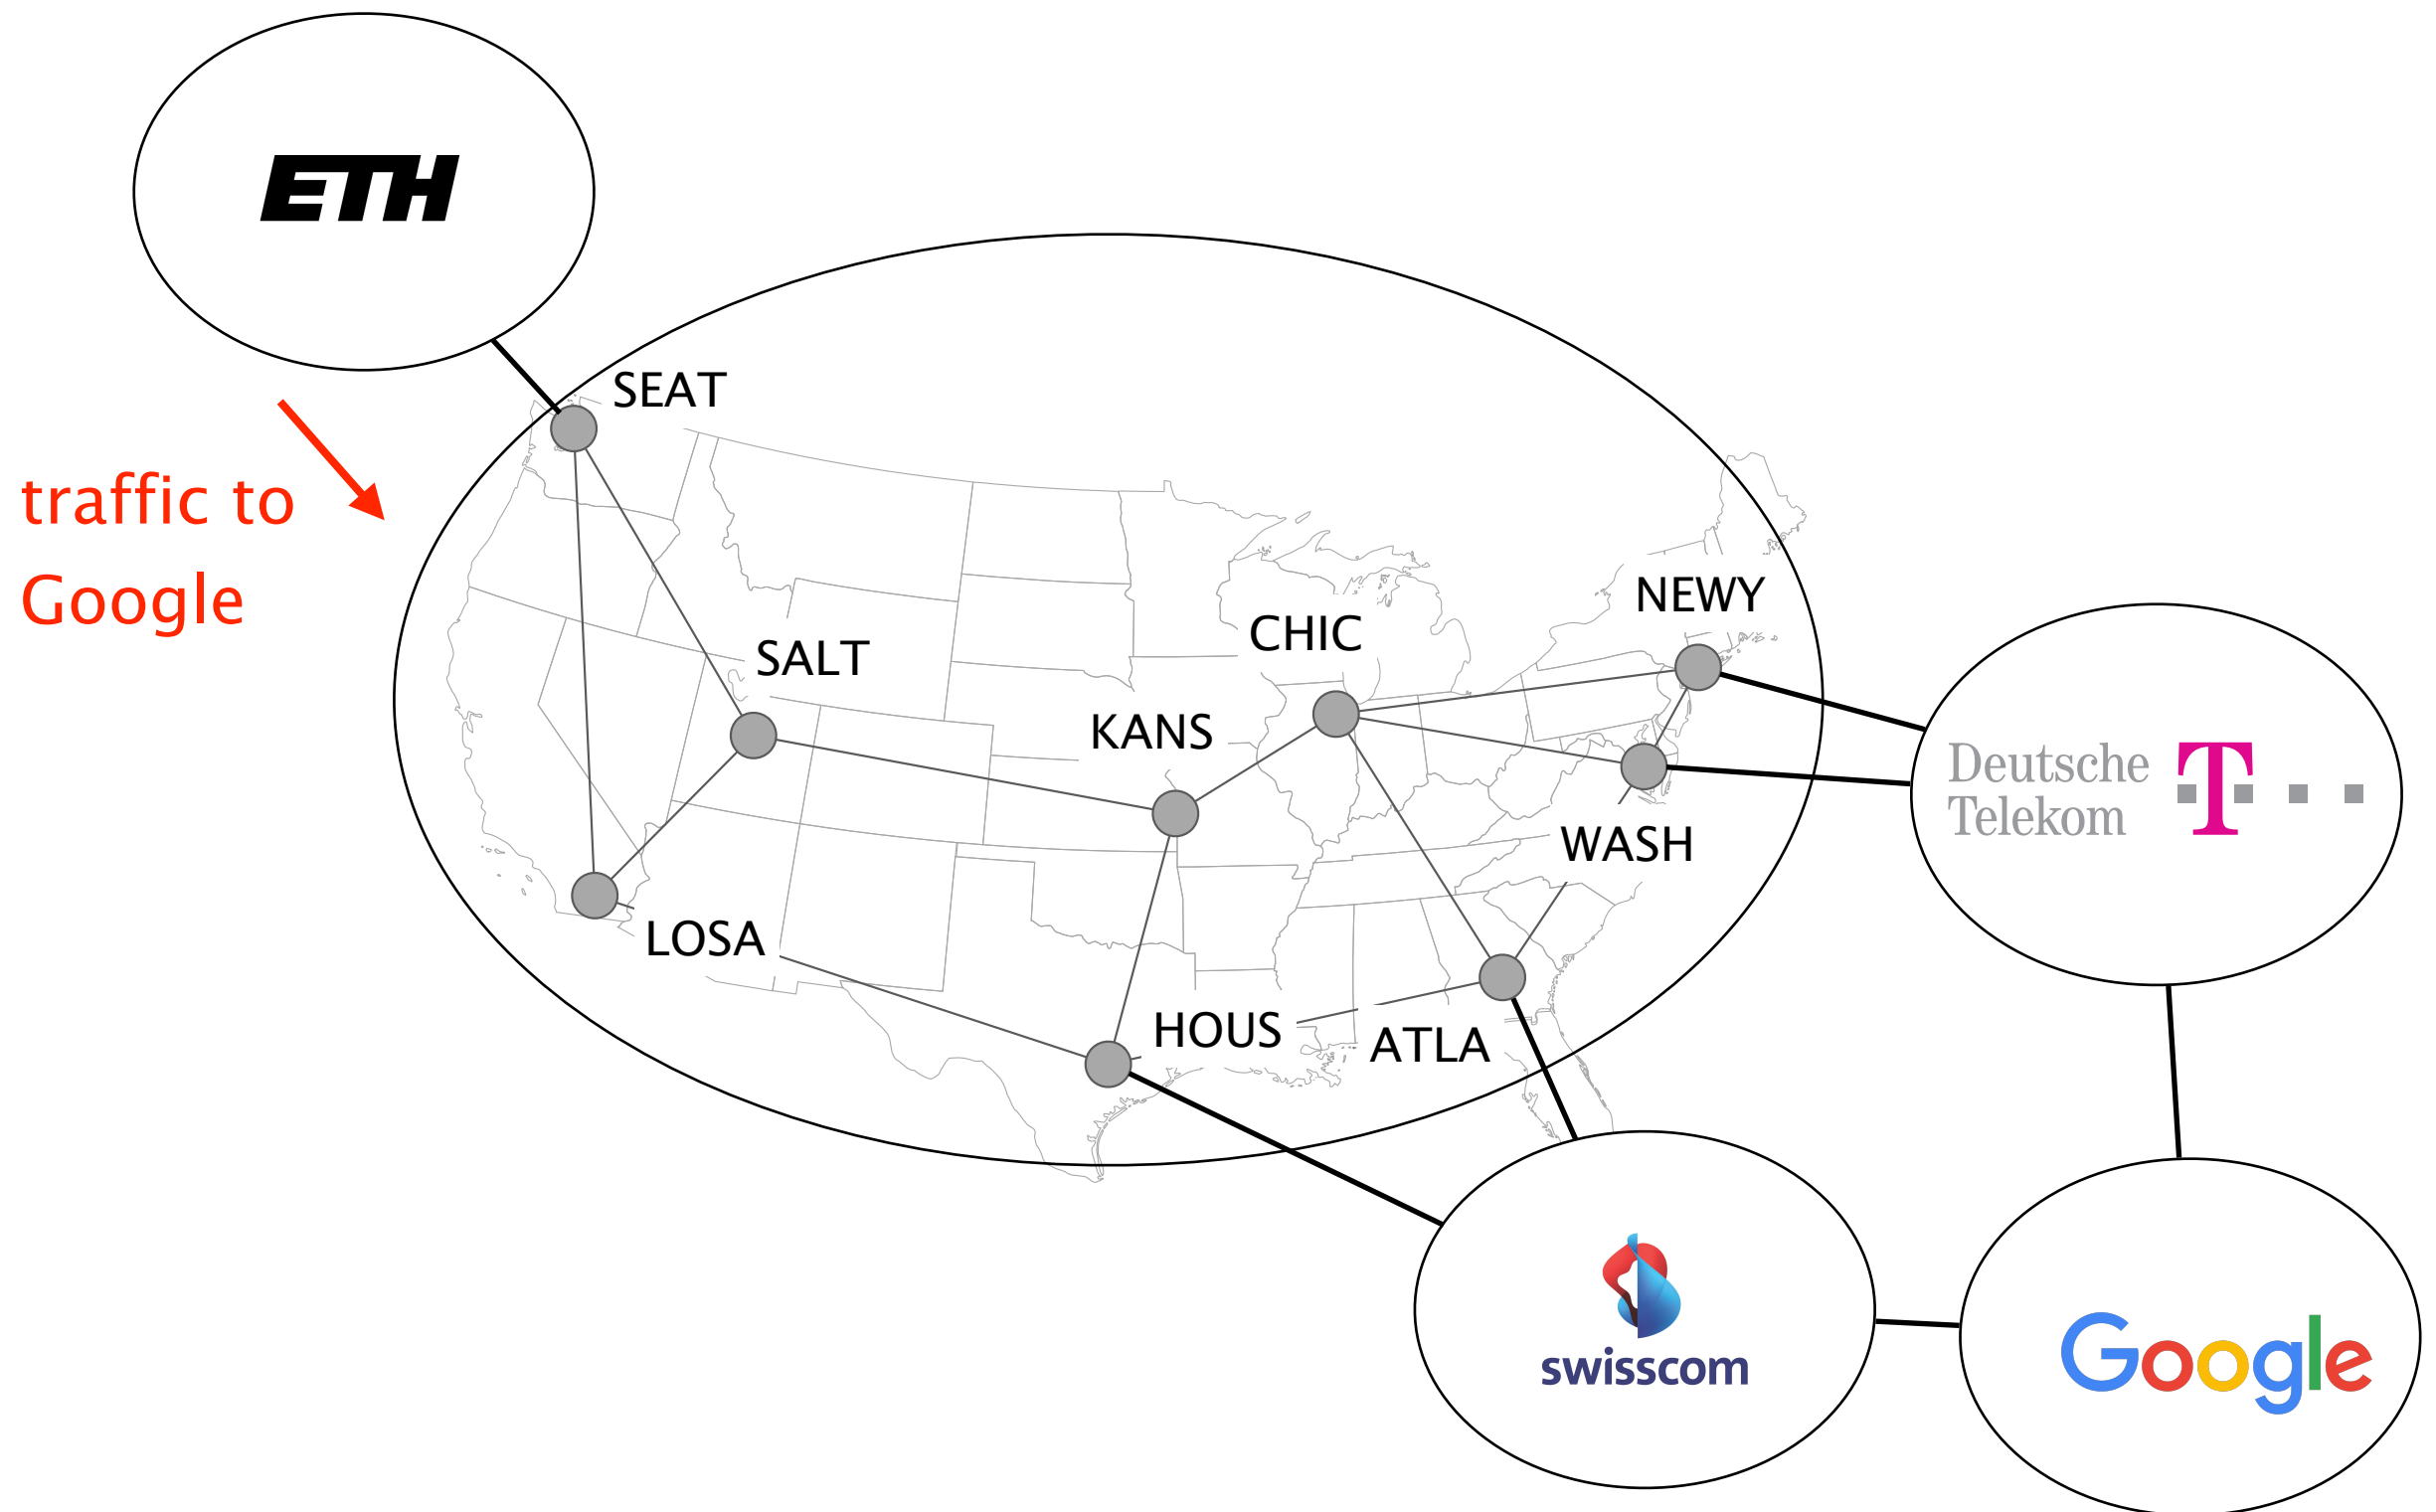 ETH
SEAT
traffic to
Google
NEWY
CHIC
SALT
KANS
Deutsche
Telekom
T
WASH
LOSA
HOUS
ATLA
swisscom
Google